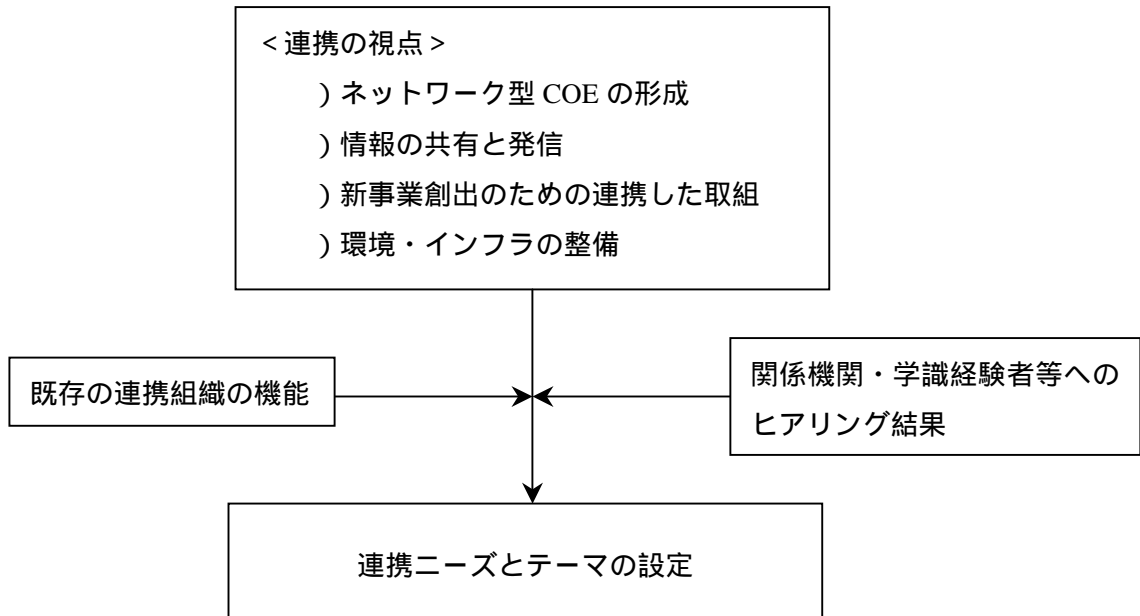 <連携の視点>
）ネットワーク型 COE の形成
）情報の共有と発信
）新事業創出のための連携した取組
）環境・インフラの整備
既存の連携組織の機能
関係機関・学識経験者等への
ヒアリング結果
連携ニーズとテーマの設定